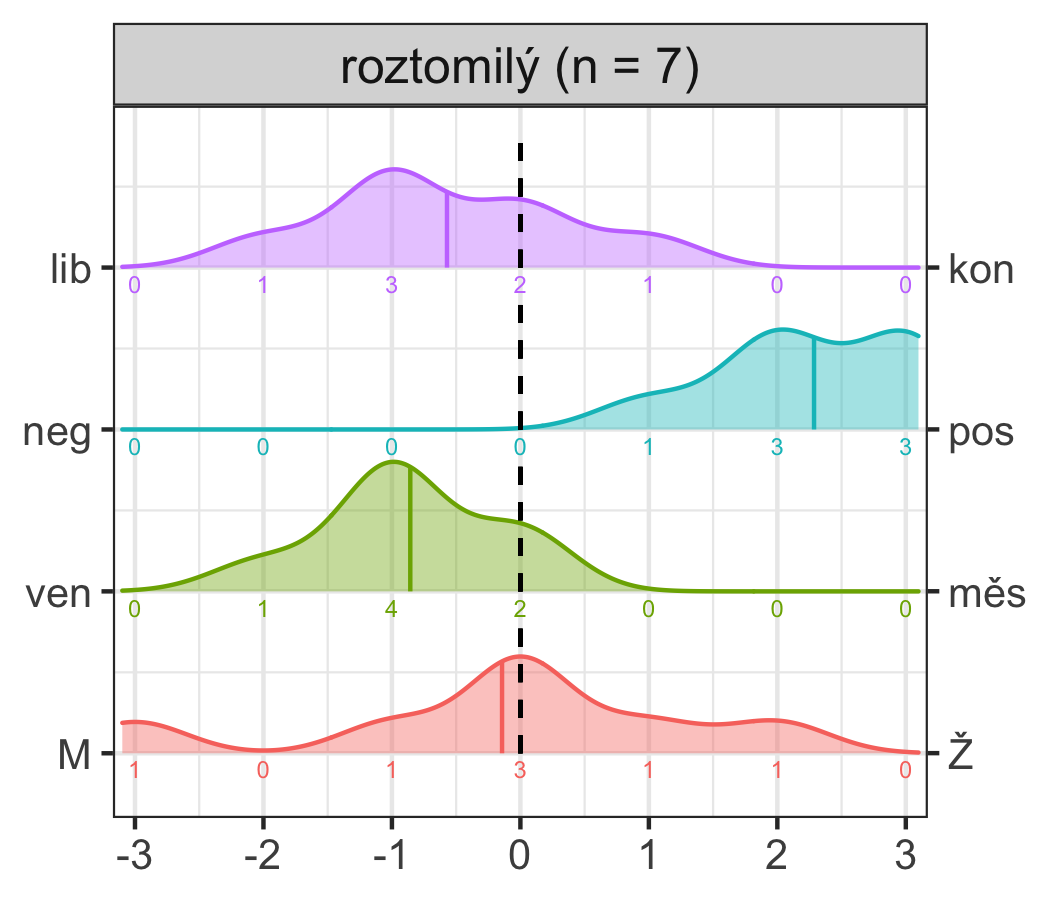 roztomilý (n = 7)
lib kon
0 1 3 2 1 0 0
neg pos
0 0 0 0 1 3 3
ven měs
0 1 4 2 0 0 0
M Ž
1 0 1 3 1 1 0
-3 -2 -1 0 1 2 3